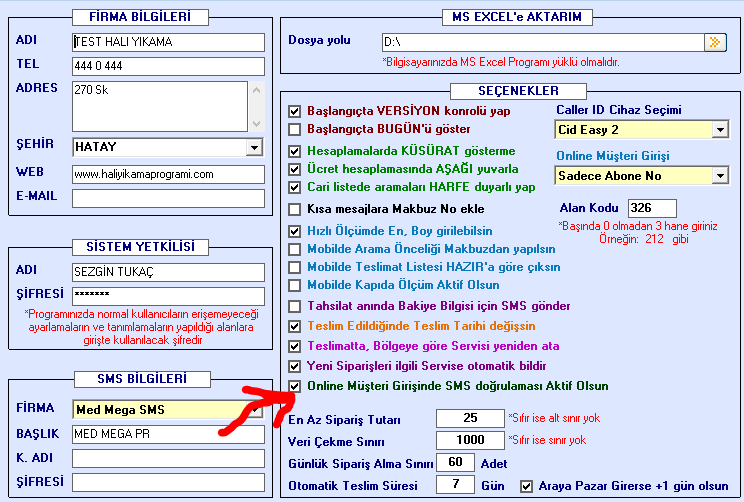 FİRMA BİLGİLERİ
ADI TEST HALI YIKAMA
TEL 444 0 444
ADRES 270 Sk
ŞEHİR HATAY
WEB www.haliyikamaprogrami.com
E-MAIL
SİSTEM YETKİLİSİ
ADI SEZGİN TUKAÇ
ŞİFRESİ *******
*Programınızda normal kullanıcıların erişemeyeceği
ayarlamaların ve tanımlamaların yapıldığı alanlara
girişte kullanılacak şifredir
SMS BİLGİLERİ
FİRMA Med Mega SMS
BAŞLIK MED MEGA PR
K. ADI
ŞİFRESİ
MS EXCEL'e AKTARIM
Dosya yolu D:\
*Bilgisayarınızda MS Excel Programı yüklü olmalıdır.
SEÇENEKLER
Başlangıçta VERSİYON konrolü yap
Başlangıçta BUGÜN'ü göster
Hesaplamalarda KÜSÜRAT gösterme
Ücret hesaplamasında AŞAĞI yuvarla
Cari listede aramaları HARFE duyarlı yap
Kısa mesajlara Makbuz No ekle
Hızlı Ölçümde En, Boy girilebilsin
Mobilde Arama Önceliği Makbuzdan yapılsın
Mobilde Teslimat Listesi HAZIR'a göre çıksın
Mobilde Kapıda Ölçüm Aktif Olsun
Tahsilat anında Bakiye Bilgisi için SMS gönder
Teslim Edildiğinde Teslim Tarihi değişsin
Teslimatta, Bölgeye göre Servisi yeniden ata
Yeni Siparişleri ilgili Servise otomatik bildir
Online Müşteri Girişinde SMS doğrulaması Aktif Olsun
Caller ID Cihaz Seçimi
Cid Easy 2
Online Müşteri Girişi
Sadece Abone No
Alan Kodu 326
*Başında 0 olmadan 3 hane giriniz
Örneğin: 212 gibi
En Az Sipariş Tutarı 25 *Sıfır ise alt sınır yok
Veri Çekme Sınırı 1000 *Sıfır ise sınır yok
Günlük Sipariş Alma Sınırı 60 Adet
Otomatik Teslim Süresi 7 Gün Araya Pazar Girerse +1 gün olsun